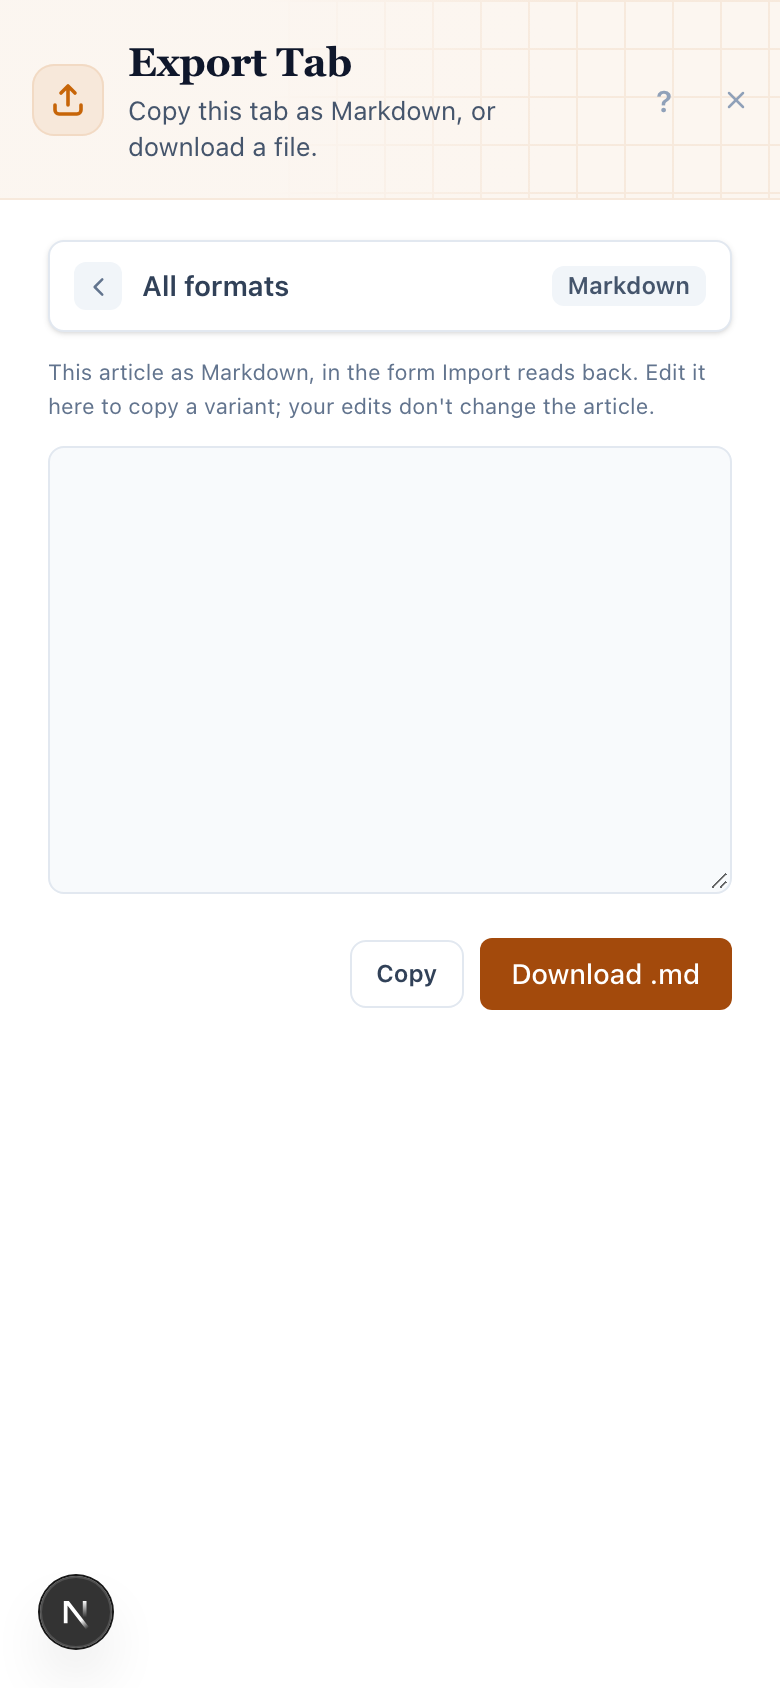 Export Tab
Copy this tab as Markdown, or
download a file.
?
All formats
Markdown
This article as Markdown, in the form Import reads back. Edit it
here to copy a variant; your edits don't change the article.
Copy
Download .md
N